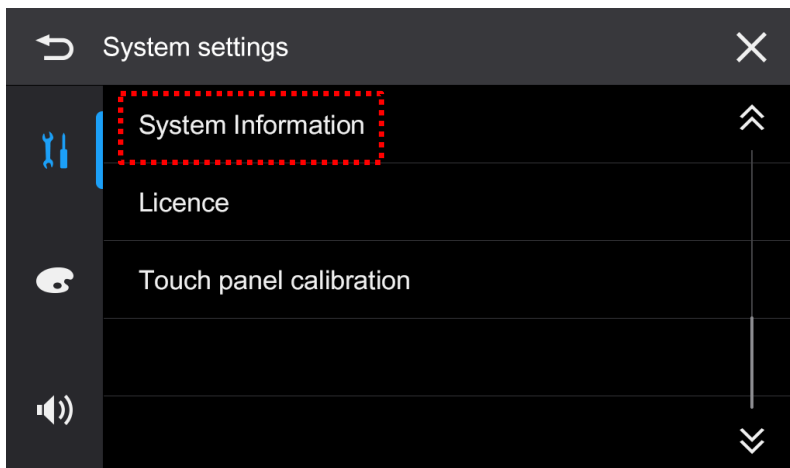 System settings
System Information
Licence
Touch panel calibration